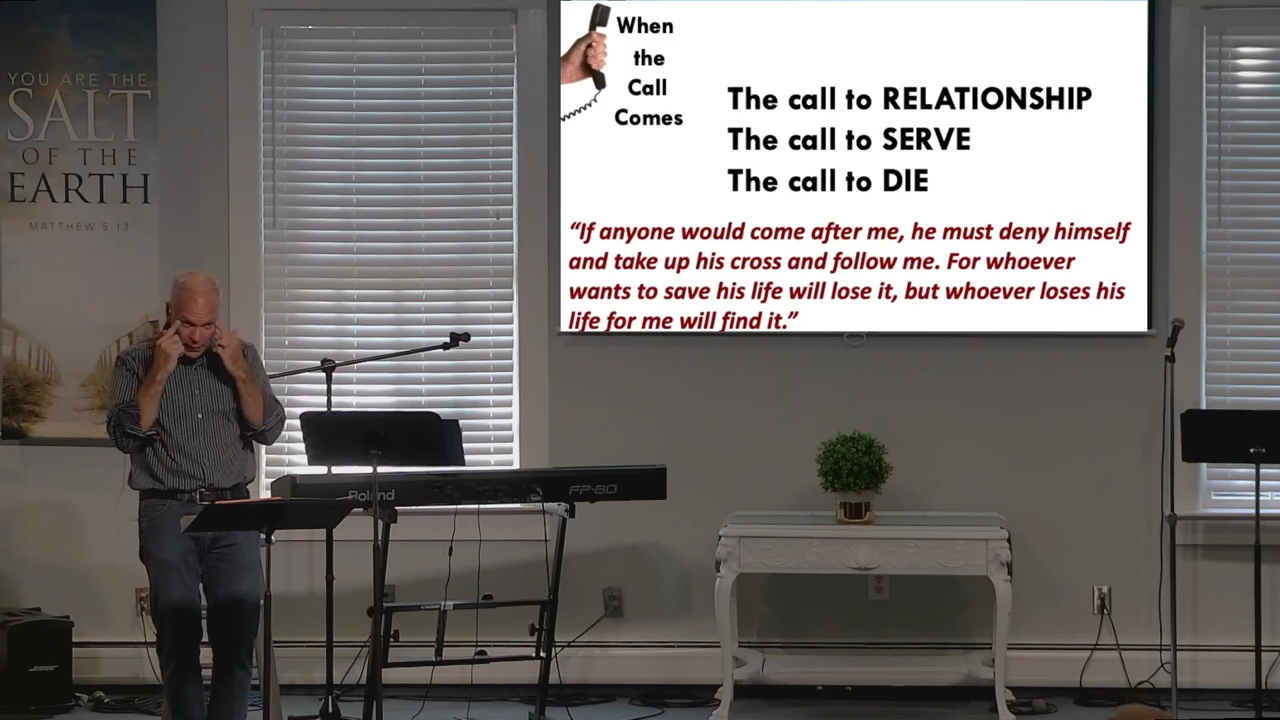 YOU ARE THE
SALT
OF THE
EARTH
MATTHEW 5:13
When
the
Call
Comes
The call to RELATIONSHIP
The call to SERVE
The call to DIE
“If anyone would come after me, he must deny himself
and take up his cross and follow me. For whoever
wants to save his life will lose it, but whoever loses his
life for me will find it.”
Roland
FP-80